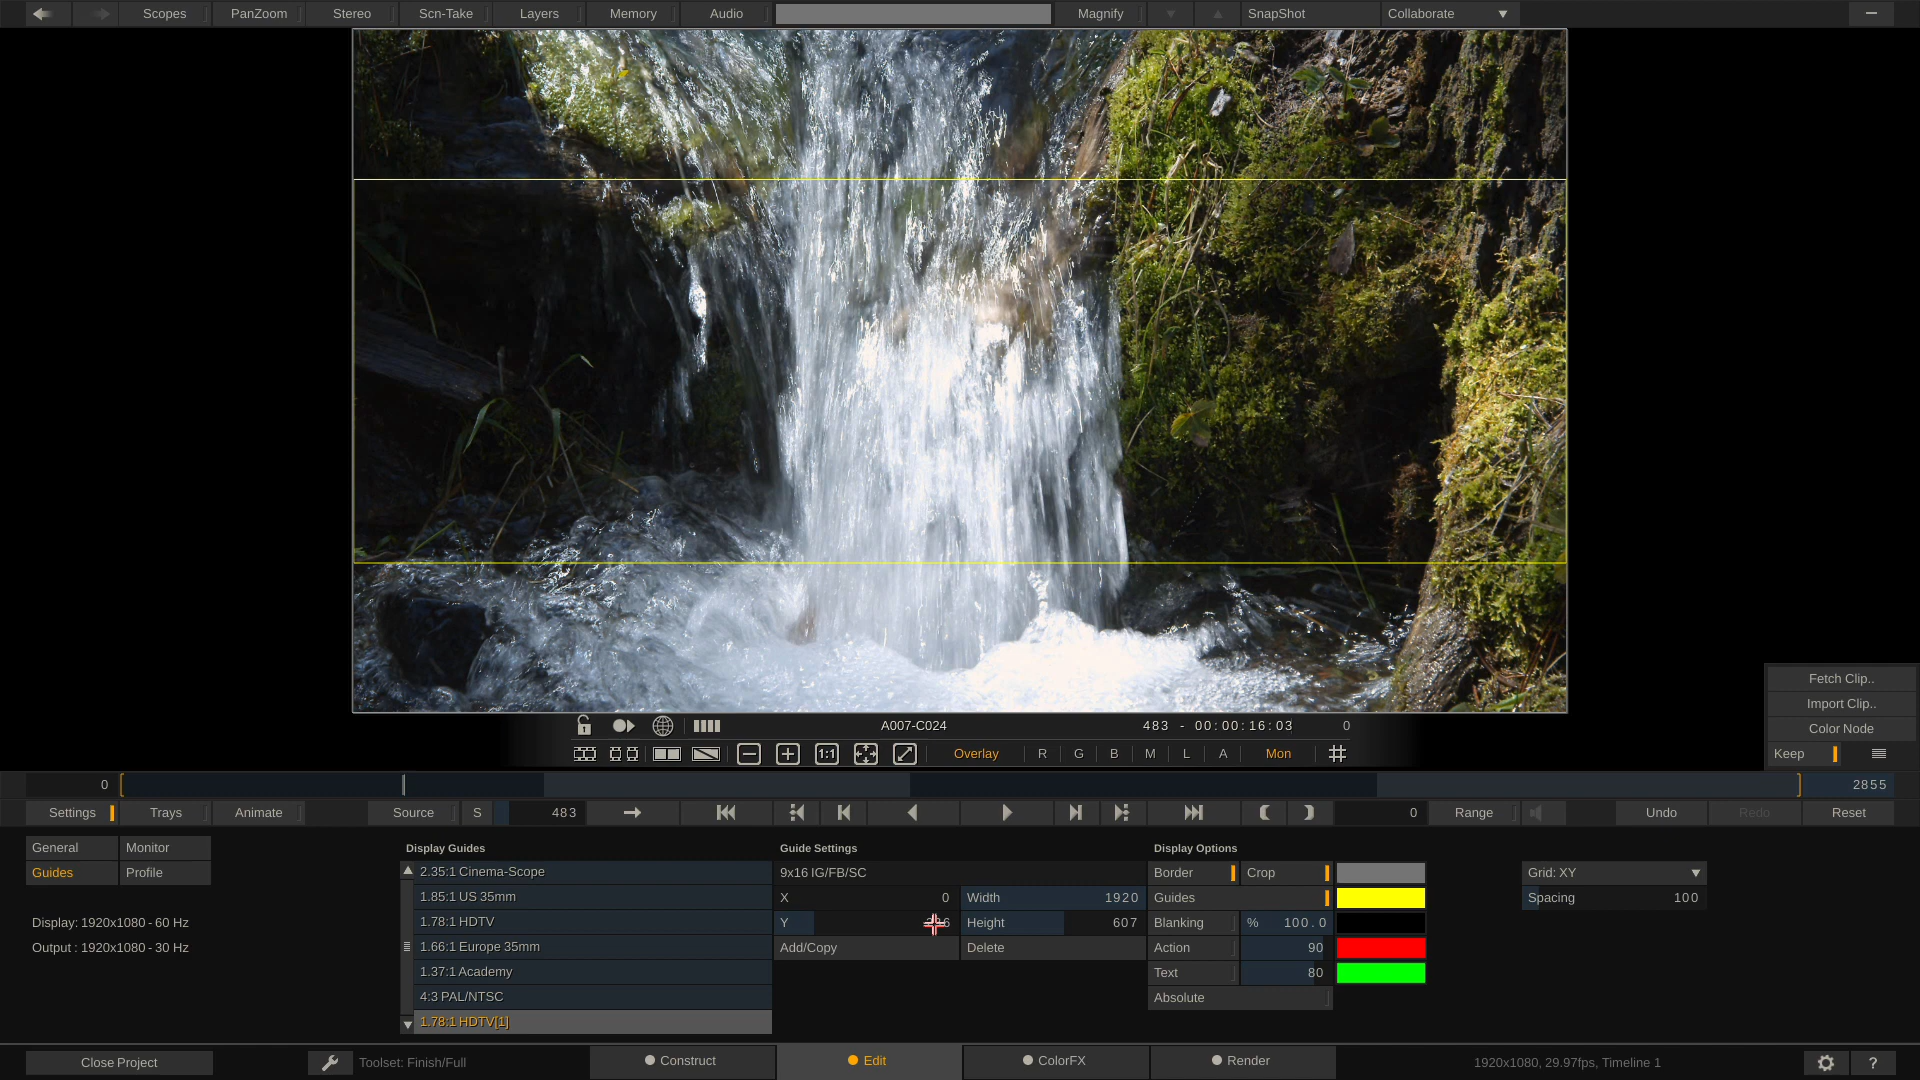 Scopes PanZoom Stereo Scn-Take Layers Memory Audio Magnify SnapShot Collaborate
Fetch Clip..
Import Clip..
Color Node
Keep
A007-C024 483 - 00:00:16:03 0
1:1 Overlay R G B M L A Mon
0 2855
Settings Trays Animate Source S 483 0 Range Undo Redo Reset
General Monitor
Guides Profile
Display: 1920x1080 - 60 Hz
Output : 1920x1080 - 30 Hz
Display Guides
2.35:1 Cinema-Scope
1.85:1 US 35mm
1.78:1 HDTV
1.66:1 Europe 35mm
1.37:1 Academy
4:3 PAL/NTSC
1.78:1 HDTV[1]
Guide Settings
9x16 IG/FB/SC
X 0 Width 1920
Y Height 607
Add/Copy Delete
Display Options
Border Crop
Guides
Blanking % 100.0
Action 90
Text 80
Absolute
Grid: XY
Spacing 100
Close Project Toolset: Finish/Full Construct Edit ColorFX Render 1920x1080, 29.97fps, Timeline 1 ?